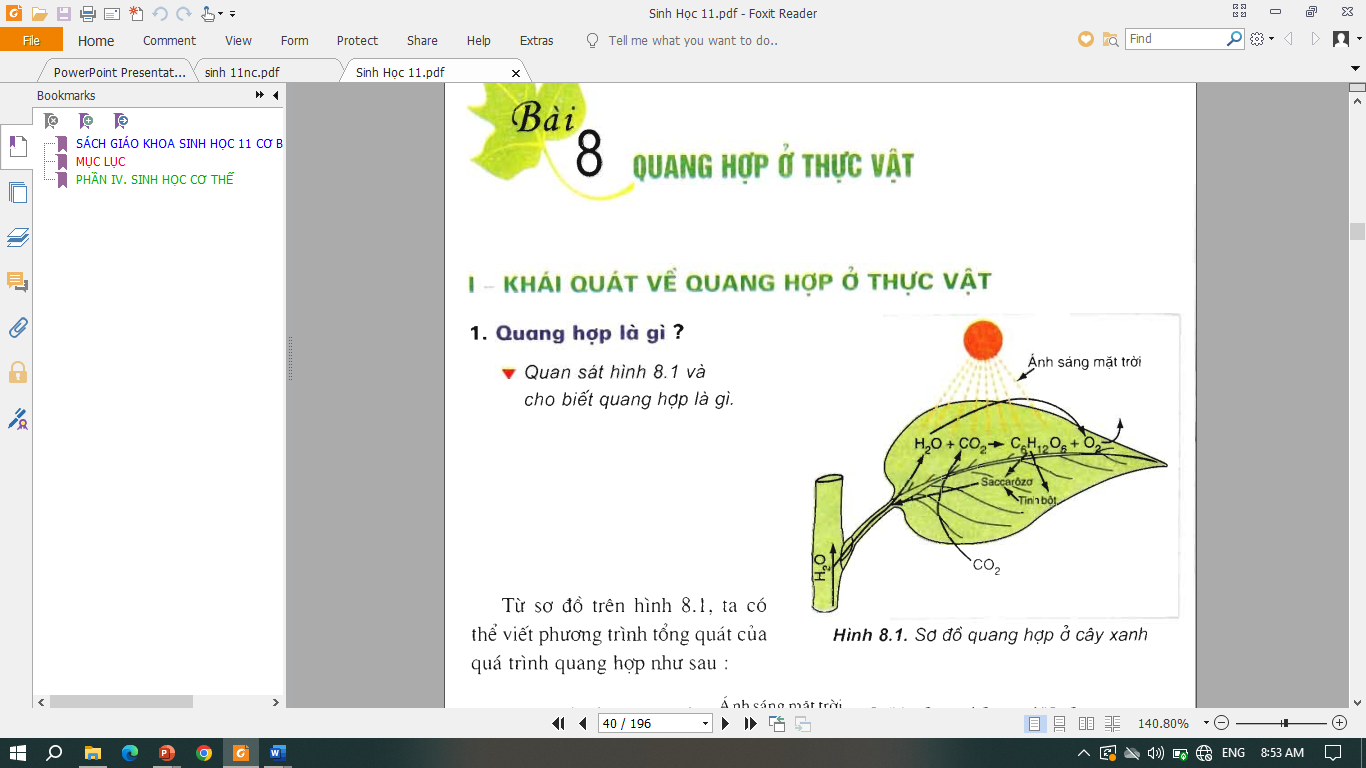 Sinh Học 11.pdf - Foxit Reader
File Home Comment View Form Protect Share Help Extras Tell me what you want to do.. Find
PowerPoint Presentat... sinh 11nc.pdf Sinh Học 11.pdf
Bookmarks
SÁCH GIÁO KHOA SINH HỌC 11 CƠ B
MỤC LỤC
PHẦN IV. SINH HỌC CƠ THỂ
Bài
8 QUANG HỢP Ở THỰC VẬT
I – KHÁI QUÁT VỀ QUANG HỢP Ở THỰC VẬT
1. Quang hợp là gì ?
Quan sát hình 8.1 và
cho biết quang hợp là gì.
Ánh sáng mặt trời
H2O + CO2 → C6H12O6 + O2
Saccarôzơ
Tinh bột
CO2
H2O
Từ sơ đồ trên hình 8.1, ta có
thể viết phương trình tổng quát của
quá trình quang hợp như sau :
Hình 8.1. Sơ đồ quang hợp ở cây xanh
Ánh sáng mặt trời
40 / 196
140.80%
ENG 8:53 AM